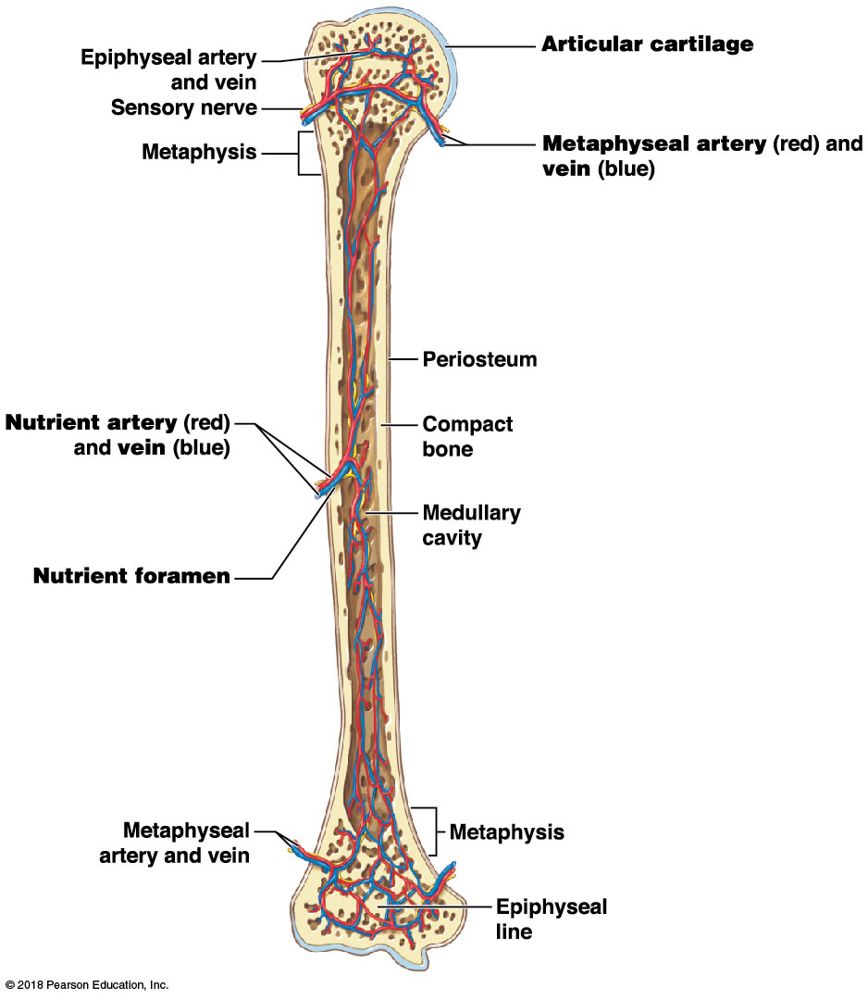 Epiphyseal artery
and vein
Sensory nerve
Metaphysis
Articular cartilage
Metaphyseal artery (red) and
vein (blue)
Periosteum
Nutrient artery (red)
and vein (blue)
Compact
bone
Medullary
cavity
Nutrient foramen
Metaphyseal
artery and vein
Metaphysis
Epiphyseal
line
© 2018 Pearson Education, Inc.